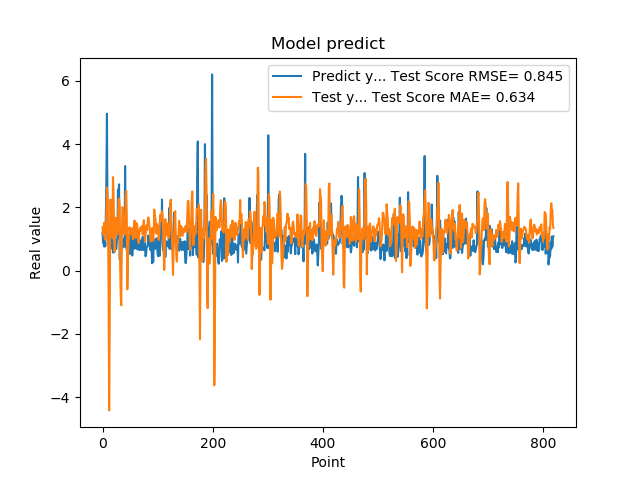 Model predict
Predict y... Test Score RMSE= 0.845
Test y... Test Score MAE= 0.634
Real value
6
4
2
0
−2
−4
0 200 400 600 800
Point